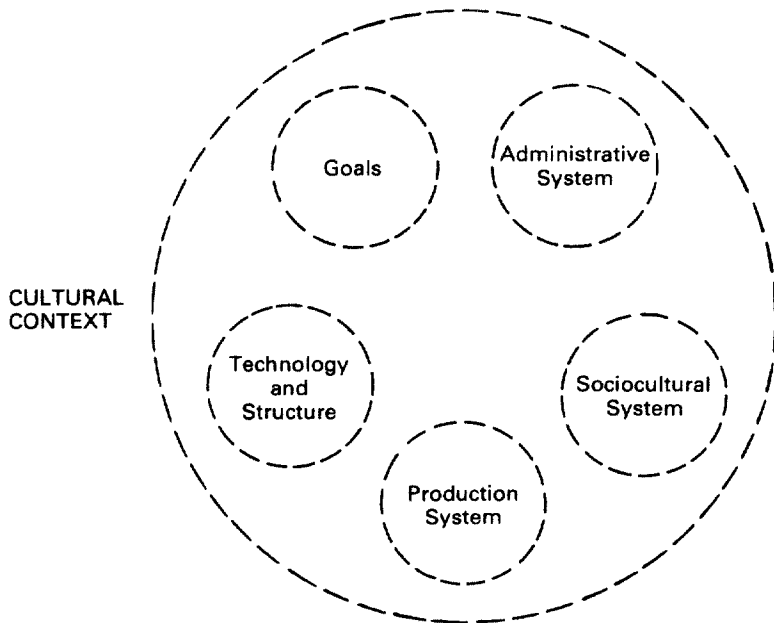 Goals
Administrative
System
CULTURAL
CONTEXT
Technology
and
Structure
Sociocultural
System
Production
System